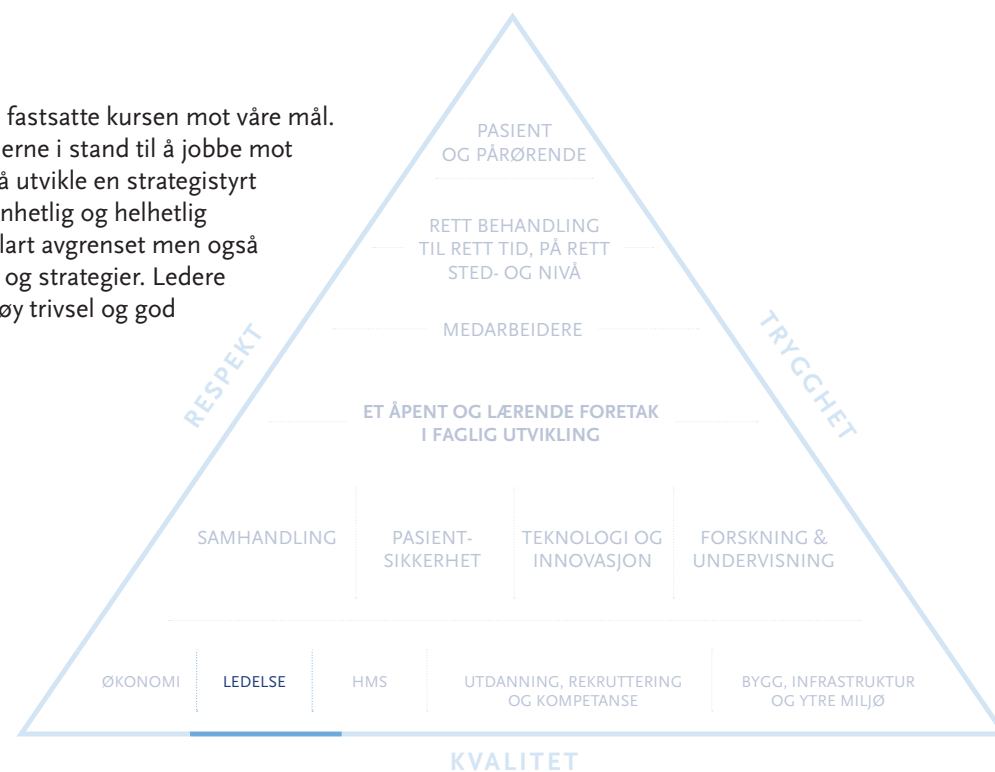 fastsatte kursen mot våre mål.
erne i stand til å jobbe mot
å utvikle en strategistyrt
nhetlig og helhetlig
lart avgrenset men også
og strategier. Ledere
øy trivsel og god
PASIENT
OG PÅRØRENDE
RETT BEHANDLING
TIL RETT TID, PÅ RETT
STED- OG NIVÅ
MEDARBEIDERE
RESPEKT
TRYGGHET
ET ÅPENT OG LÆRENDE FORETAK
I FAGLIG UTVIKLING
SAMHANDLING
PASIENT-
SIKKERHET
TEKNOLOGI OG
INNOVASJON
FORSKNING &
UNDERVISNING
ØKONOMI
LEDELSE
HMS
UTDANNING, REKRUTTERING
OG KOMPETANSE
BYGG, INFRASTRUKTUR
OG YTRE MILJØ
KVALITET